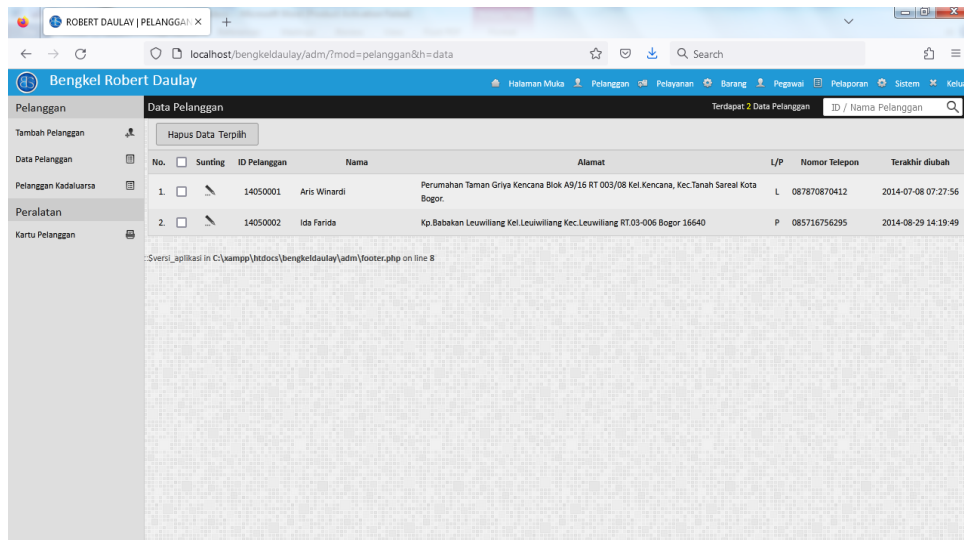 ROBERT DAULAY | PELANGGAN
localhost/bengkeldaulay/adm/?mod=pelanggan&h=data
Search
Bengkel Robert Daulay
Halaman Muka Pelanggan Pelayanan Barang Pegawai Pelaporan Sistem Kelu
Pelanggan
Data Pelanggan
Terdapat 2 Data Pelanggan
ID / Nama Pelanggan
Tambah Pelanggan
Data Pelanggan
Pelanggan Kadaluarsa
Peralatan
Kartu Pelanggan
Hapus Data Terpilih
No. Sunting ID Pelanggan Nama Alamat L/P Nomor Telepon Terakhir diubah
1. 14050001 Aris Winardi Perumahan Taman Griya Kencana Blok A9/16 RT 003/08 Kel.Kencana, Kec.Tanah Sareal Kota Bogor. L 087870870412 2014-07-08 07:27:56
2. 14050002 Ida Farida Kp.Babakan Leuwiliang Kel.Leuiwiliang Kec.Leuwiliang RT.03-006 Bogor 16640 P 085716756295 2014-08-29 14:19:49
:$versi_aplikasi in C:\xampp\htdocs\bengkeldaulay\adm\footer.php on line 8